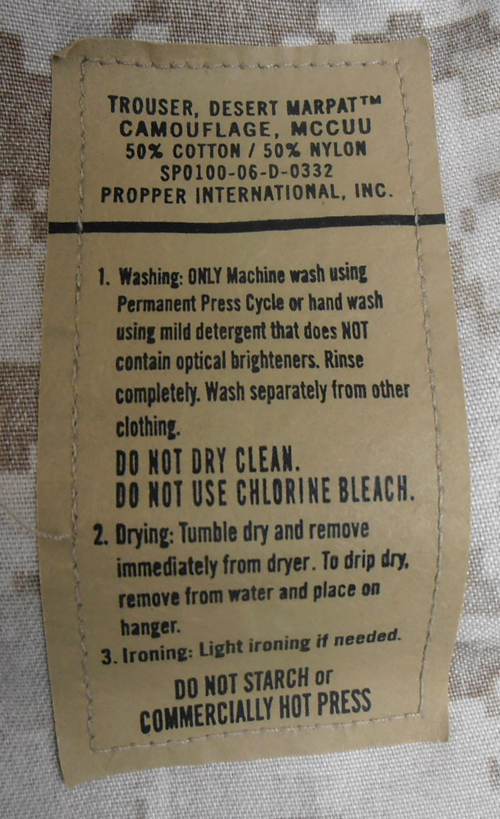 TROUSER, DESERT MARPAT™
CAMOUFLAGE, MCCUU
50% COTTON / 50% NYLON
SP0100-06-D-0332
PROPPER INTERNATIONAL, INC.
1. Washing: ONLY Machine wash using
Permanent Press Cycle or hand wash
using mild detergent that does NOT
contain optical brighteners. Rinse
completely. Wash separately from other
clothing.
DO NOT DRY CLEAN.
DO NOT USE CHLORINE BLEACH.
2. Drying: Tumble dry and remove
immediately from dryer. To drip dry,
remove from water and place on
hanger.
3. Ironing: Light ironing if needed.
DO NOT STARCH or
COMMERCIALLY HOT PRESS